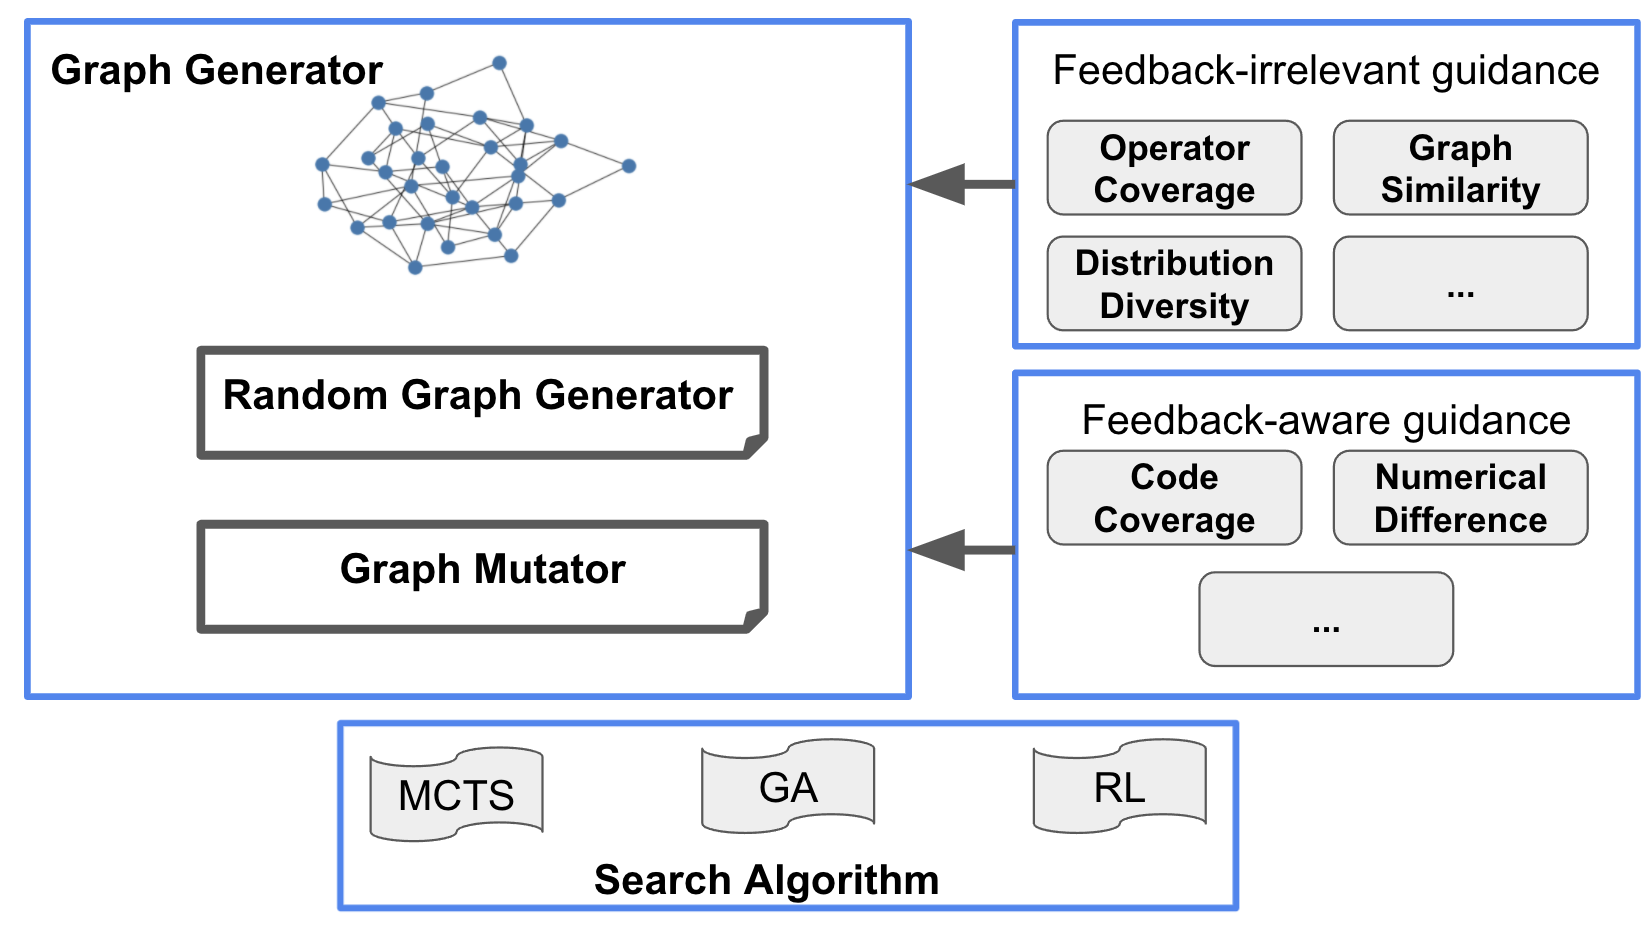 Graph Generator
Random Graph Generator
Graph Mutator
Feedback-irrelevant guidance
Operator
Coverage
Graph
Similarity
Distribution
Diversity
...
Feedback-aware guidance
Code
Coverage
Numerical
Difference
...
MCTS
GA
RL
Search Algorithm